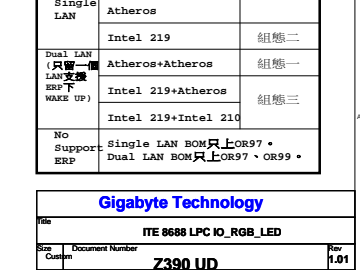 Single
LAN
Atheros
Intel 219
組態二
Dual LAN
(只留一個
LAN支援
ERP下
WAKE UP)
Atheros+Atheros
組態一
Intel 219+Atheros
Intel 219+Intel 210
組態三
No
Support
ERP
Single LAN BOM只上OR97。
Dual LAN BOM只上OR97、OR99。
Gigabyte Technology
Title
ITE 8688 LPC IO_RGB_LED
Size
Custom
Document Number
Z390 UD
Rev
1.01